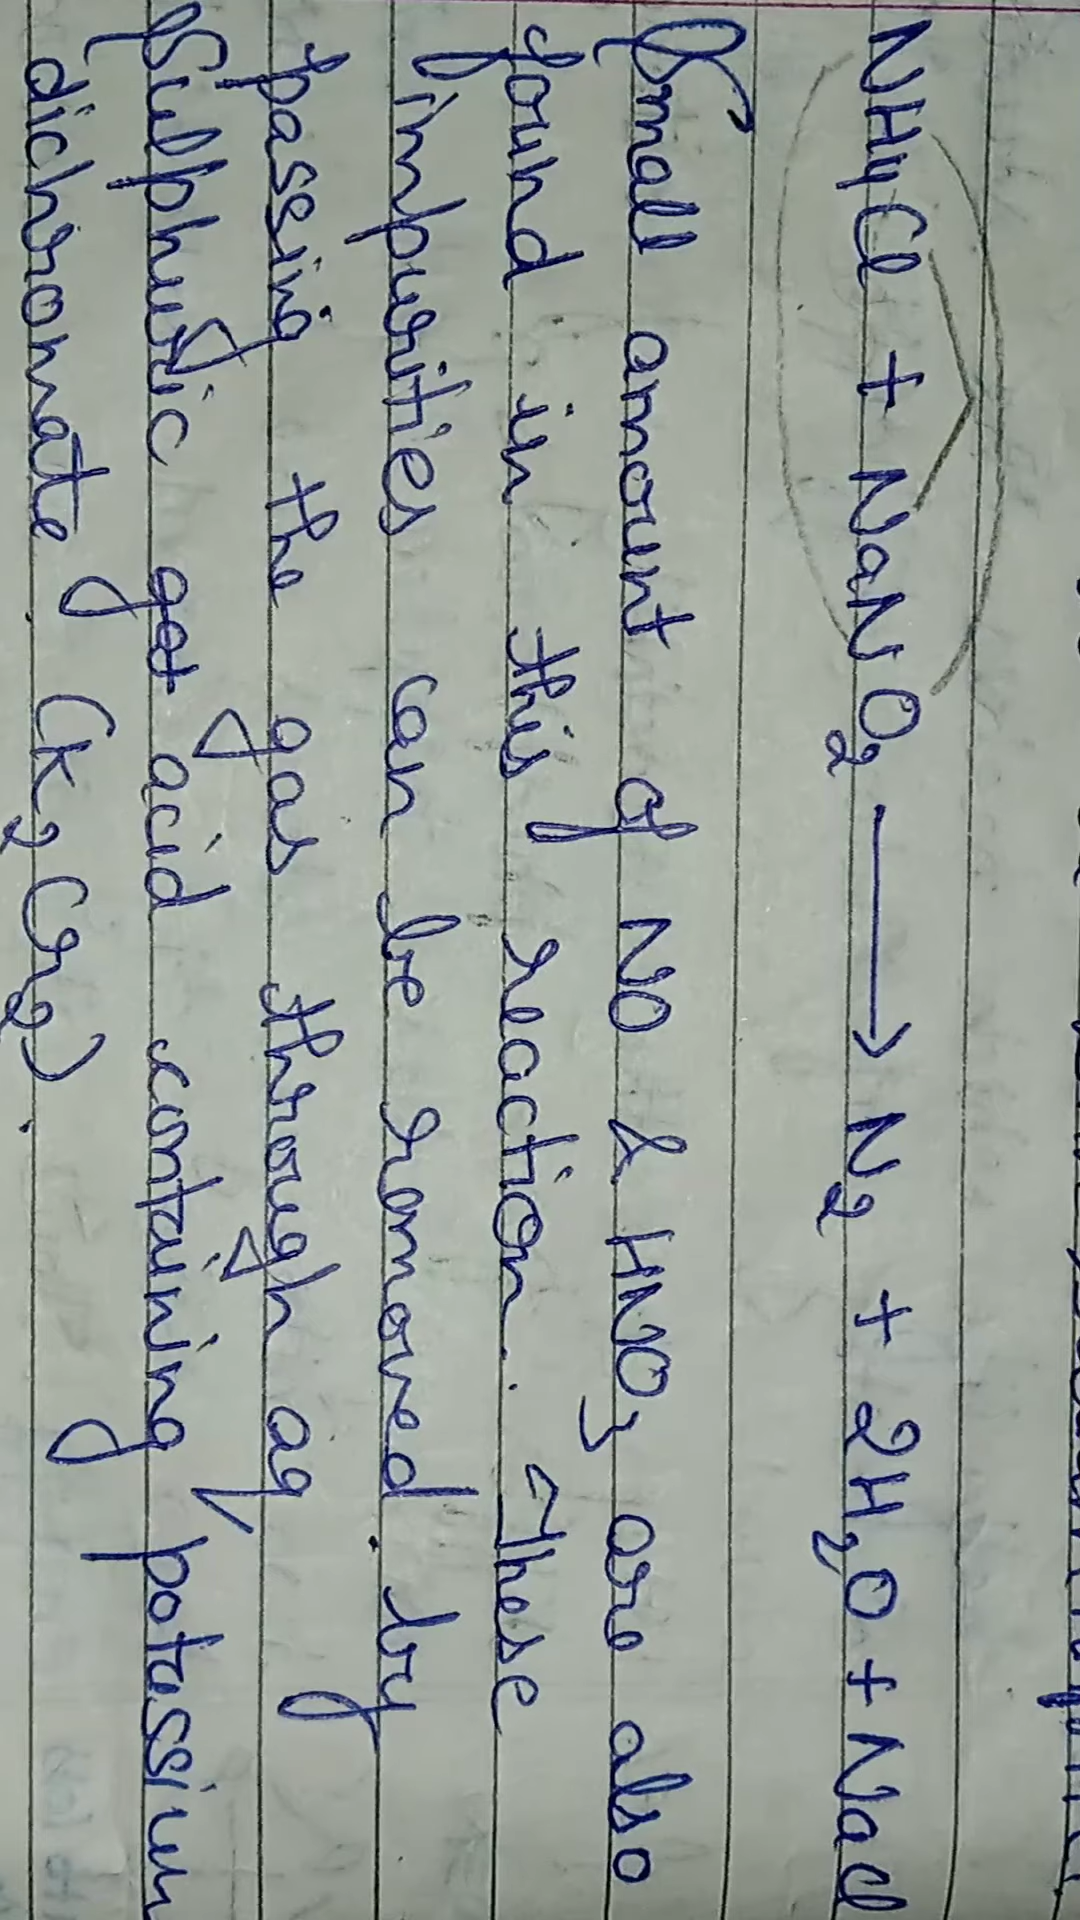 NH4Cl + NaNO2 ⟶ N2 + 2H2O + NaCl
Small amount of NO & HNO3 are also
found in this reaction. These
impurities can be removed by
passing the gas through aq
Sulphuric acid containing potassium
dichromate (K2Cr2)